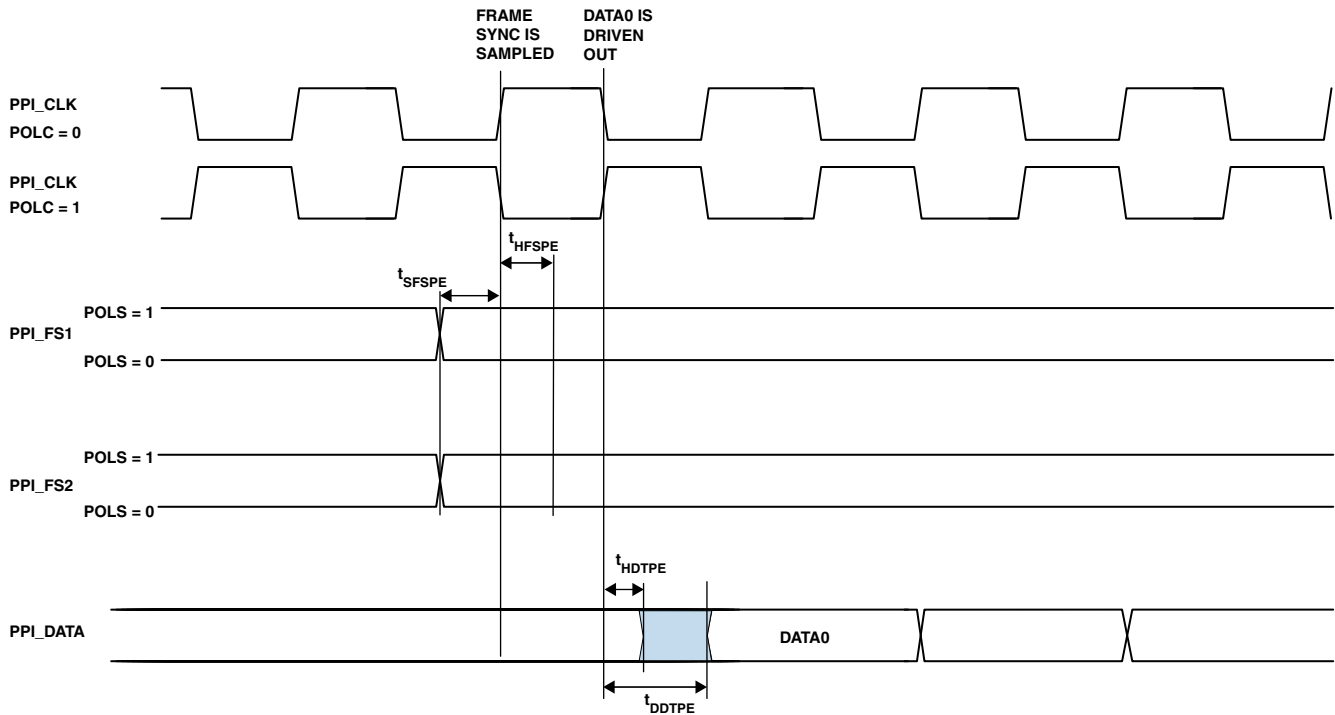 FRAME
SYNC IS
SAMPLED
DATA0 IS
DRIVEN
OUT
PPI_CLK
POLC = 0
PPI_CLK
POLC = 1
tHFSPE
tSFSPE
POLS = 1
PPI_FS1
POLS = 0
POLS = 1
PPI_FS2
POLS = 0
tHDTPE
PPI_DATA
DATA0
tDDTPE